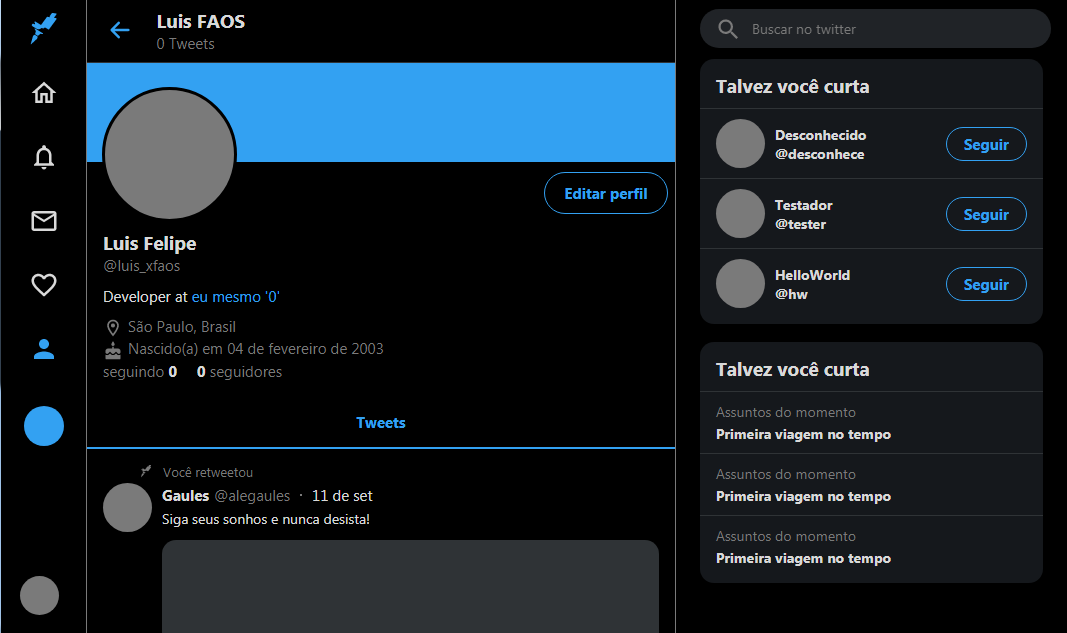 Luis FAOS
0 Tweets
Editar perfil
Luis Felipe
@luis_xfaos
Developer at eu mesmo '0'
São Paulo, Brasil
Nascido(a) em 04 de fevereiro de 2003
seguindo 0 0 seguidores
Tweets
Você retweetou
Gaules @alegaules · 11 de set
Siga seus sonhos e nunca desista!
Buscar no twitter
Talvez você curta
Desconhecido
@desconhece
Seguir
Testador
@tester
Seguir
HelloWorld
@hw
Seguir
Talvez você curta
Assuntos do momento
Primeira viagem no tempo
Assuntos do momento
Primeira viagem no tempo
Assuntos do momento
Primeira viagem no tempo